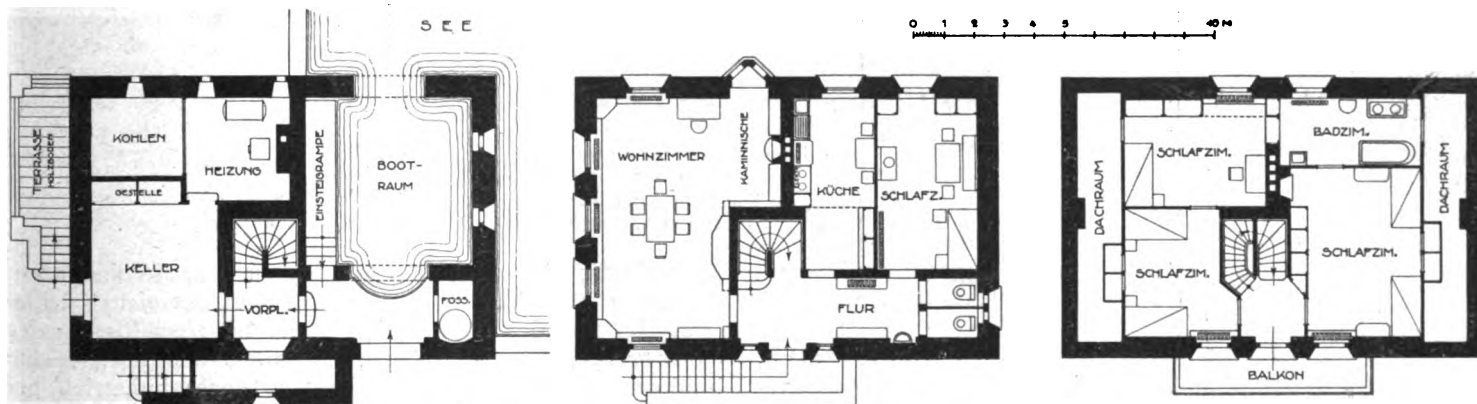 SEE
0 1 2 3 4 5 10 M
TERRASSE
HOLZBODEN
KOHLEN
HEIZUNG
GESTELLE
KELLER
VORPL.
EINSTEIGRAMPE
BOOT-
RAUM
FOSS.
WOHNZIMMER
KAMINNISCHE
KÜCHE
SCHLAFZ.
FLUR
DACHRAUM
SCHLAFZIM.
BADZIM.
DACHRAUM
SCHLAFZIM.
SCHLAFZIM.
BALKON